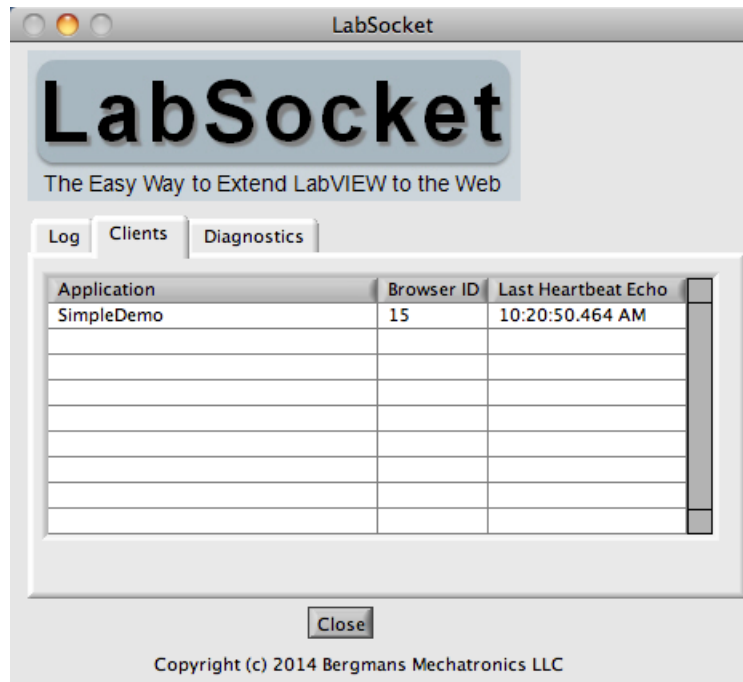 LabSocket
LabSocket
The Easy Way to Extend LabVIEW to the Web
Log Clients Diagnostics
Application Browser ID Last Heartbeat Echo
SimpleDemo 15 10:20:50.464 AM
Close
Copyright (c) 2014 Bergmans Mechatronics LLC